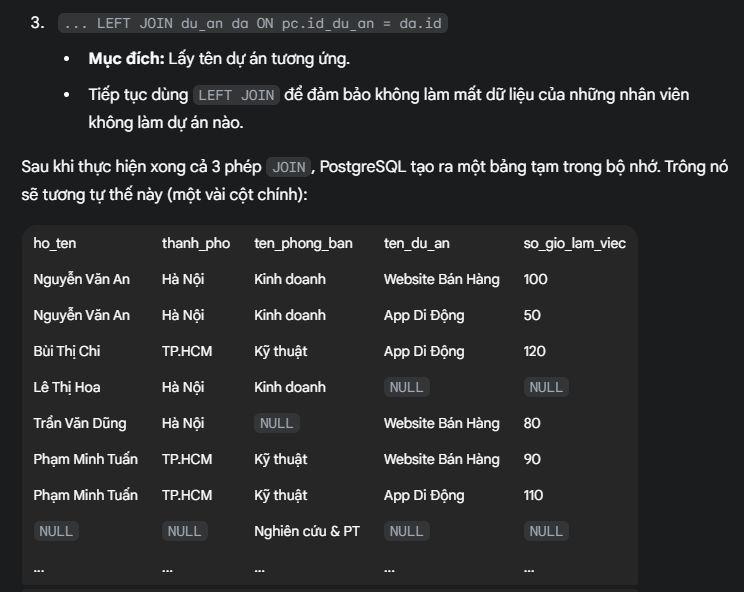 3. ... LEFT JOIN du_an da ON pc.id_du_an = da.id
• Mục đích: Lấy tên dự án tương ứng.
• Tiếp tục dùng LEFT JOIN để đảm bảo không làm mất dữ liệu của những nhân viên
không làm dự án nào.
Sau khi thực hiện xong cả 3 phép JOIN, PostgreSQL tạo ra một bảng tạm trong bộ nhớ. Trông nó
sẽ tương tự thế này (một vài cột chính):
ho_ten thanh_pho ten_phong_ban ten_du_an so_gio_lam_viec
Nguyễn Văn An Hà Nội Kinh doanh Website Bán Hàng 100
Nguyễn Văn An Hà Nội Kinh doanh App Di Động 50
Bùi Thị Chi TP.HCM Kỹ thuật App Di Động 120
Lê Thị Hoa Hà Nội Kinh doanh NULL NULL
Trần Văn Dũng Hà Nội NULL Website Bán Hàng 80
Phạm Minh Tuấn TP.HCM Kỹ thuật Website Bán Hàng 90
Phạm Minh Tuấn TP.HCM Kỹ thuật App Di Động 110
NULL NULL Nghiên cứu & PT NULL NULL
... ... ... ... ...